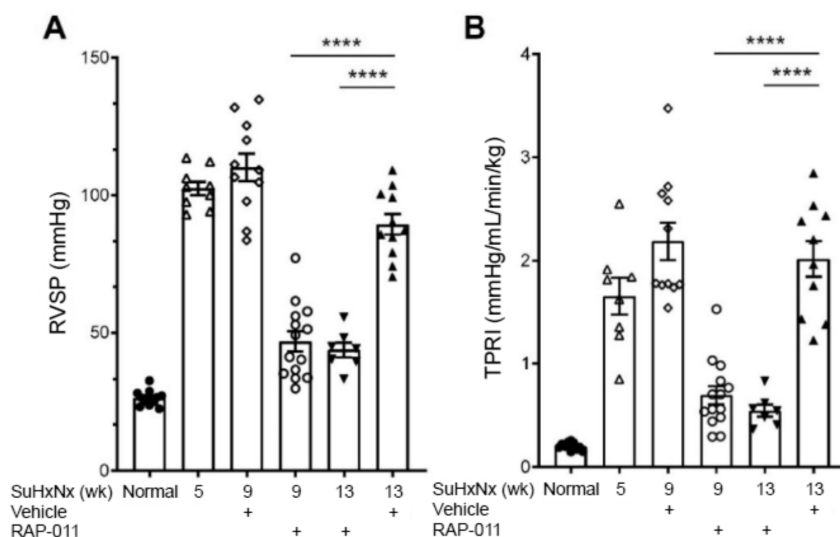 A
B
**** ****
**** ****
150 4
100 3
50 2
0 1
0
RVSP (mmHg)
TPRI (mmHg/mL/min/kg)
SuHxNx (wk) Normal 5 9 9 13 13
Vehicle + +
RAP-011 + +
SuHxNx (wk) Normal 5 9 9 13 13
Vehicle + +
RAP-011 + +